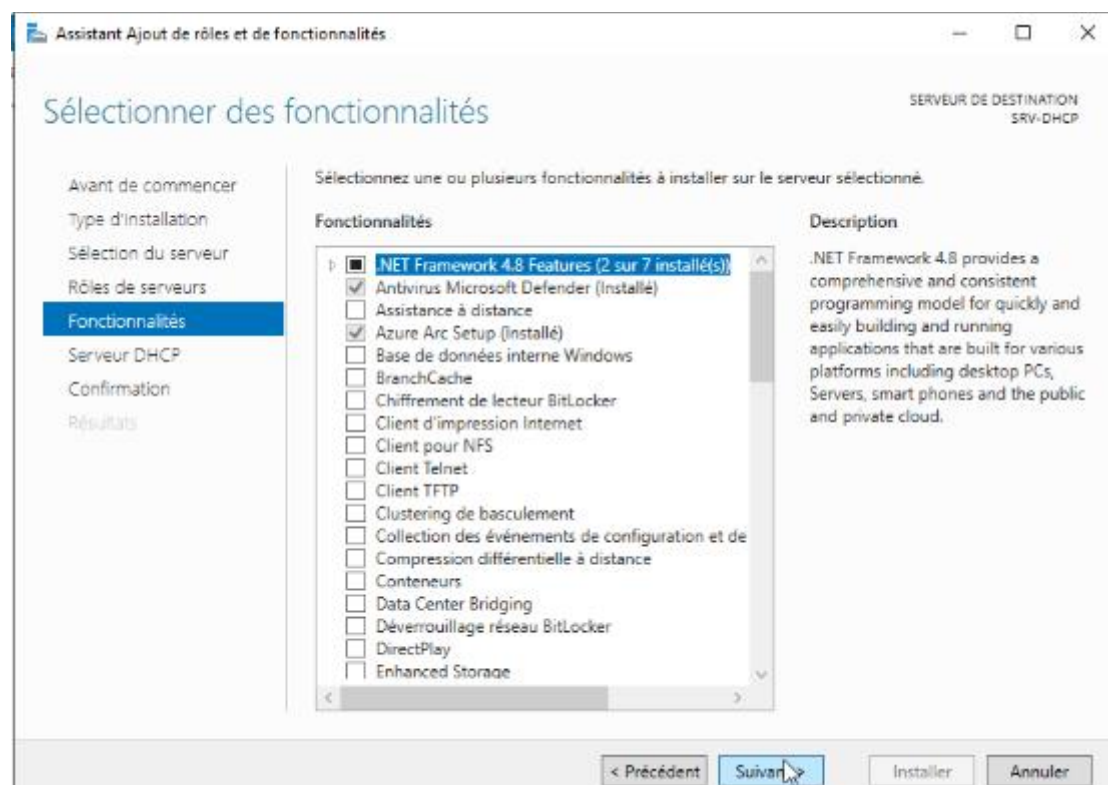 Assistant Ajout de rôles et de fonctionnalités
Sélectionner des fonctionnalités
SERVEUR DE DESTINATION
SRV-DHCP
Avant de commencer
Type d'installation
Sélection du serveur
Rôles de serveurs
Fonctionnalités
Serveur DHCP
Confirmation
Résultats
Sélectionnez une ou plusieurs fonctionnalités à installer sur le serveur sélectionné.
Fonctionnalités
.NET Framework 4.8 Features (2 sur 7 installé(s))
Antivirus Microsoft Defender (Installé)
Assistance à distance
Azure Arc Setup (Installé)
Base de données interne Windows
BranchCache
Chiffrement de lecteur BitLocker
Client d'impression Internet
Client pour NFS
Client Telnet
Client TFTP
Clustering de basculement
Collection des événements de configuration et de
Compression différentielle à distance
Conteneurs
Data Center Bridging
Déverrouillage réseau BitLocker
DirectPlay
Enhanced Storage
Description
.NET Framework 4.8 provides a
comprehensive and consistent
programming model for quickly and
easily building and running
applications that are built for various
platforms including desktop PCs,
Servers, smart phones and the public
and private cloud.
< Précédent
Suivant >
Installer
Annuler